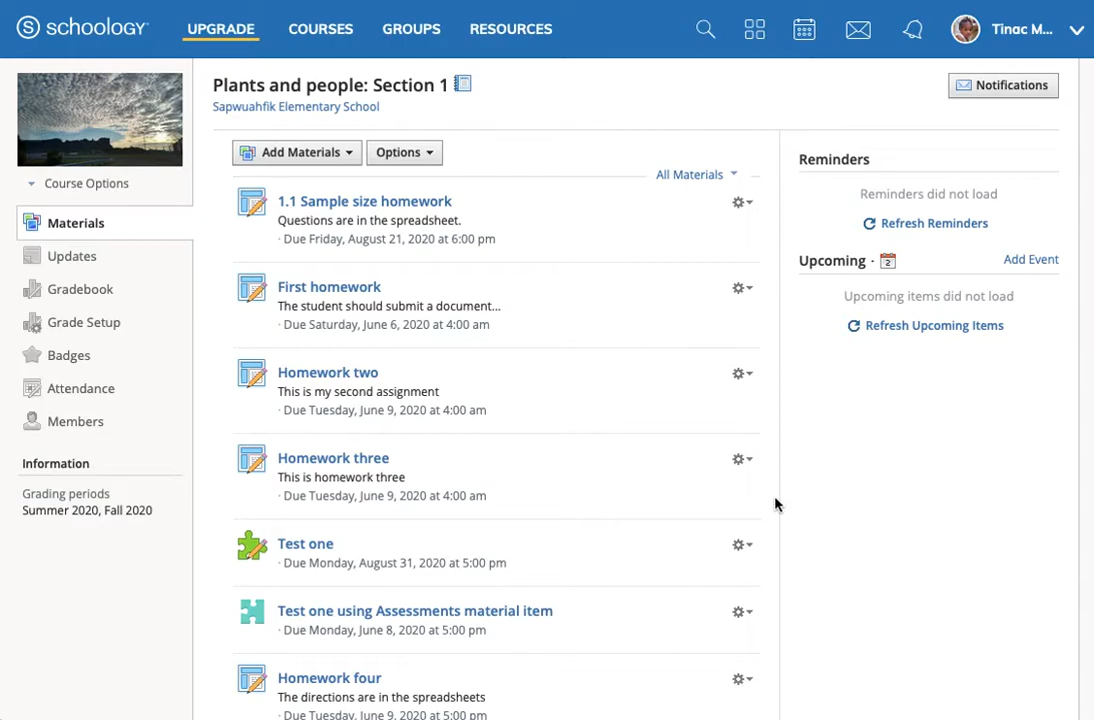 schoology
UPGRADE
COURSES
GROUPS
RESOURCES
Tinac M...
Plants and people: Section 1
Sapwuahfik Elementary School
Notifications
Course Options
Materials
Updates
Gradebook
Grade Setup
Badges
Attendance
Members
Information
Grading periods
Summer 2020, Fall 2020
Add Materials
Options
All Materials
1.1 Sample size homework
Questions are in the spreadsheet.
· Due Friday, August 21, 2020 at 6:00 pm
First homework
The student should submit a document...
· Due Saturday, June 6, 2020 at 4:00 am
Homework two
This is my second assignment
· Due Tuesday, June 9, 2020 at 4:00 am
Homework three
This is homework three
· Due Tuesday, June 9, 2020 at 4:00 am
Test one
· Due Monday, August 31, 2020 at 5:00 pm
Test one using Assessments material item
· Due Monday, June 8, 2020 at 5:00 pm
Homework four
The directions are in the spreadsheets
· Due Tuesday, June 9, 2020 at 5:00 pm
Reminders
Reminders did not load
Refresh Reminders
Upcoming · 2
Add Event
Upcoming items did not load
Refresh Upcoming Items